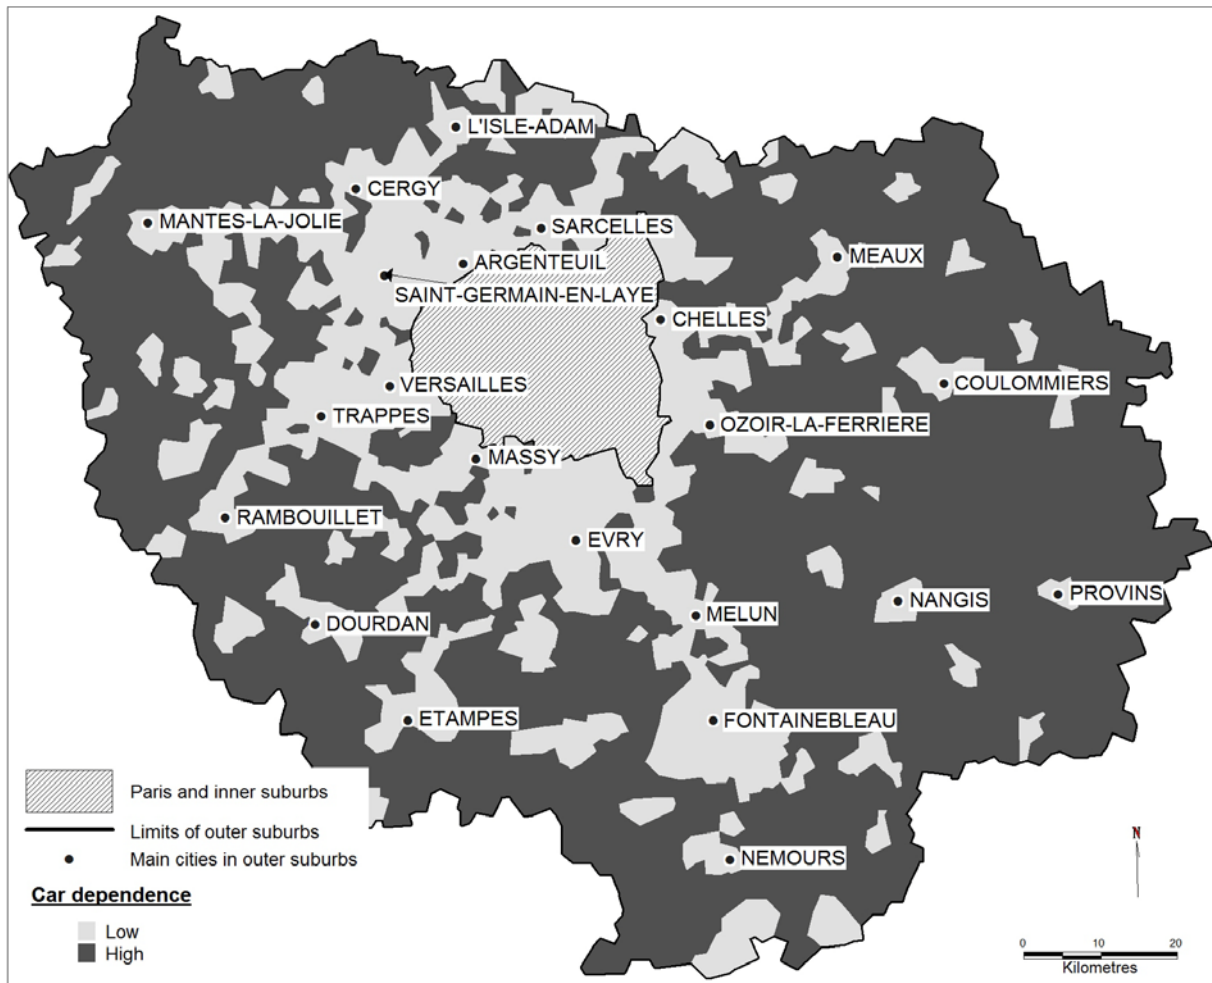 L'ISLE-ADAM
CERGY
MANTES-LA-JOLIE
SARCELLES
MEAUX
ARGENTEUIL
SAINT-GERMAIN-EN-LAYE
CHELLES
VERSAILLES
COULOMMIERS
TRAPPES
OZOIR-LA-FERRIERE
MASSY
RAMBOUILLET
EVRY
PROVINS
NANGIS
MELUN
DOURDAN
ETAMPES
FONTAINEBLEAU
NEMOURS
Paris and inner suburbs
Limits of outer suburbs
Main cities in outer suburbs
Car dependence
Low
High
N
0 10 20
Kilometres